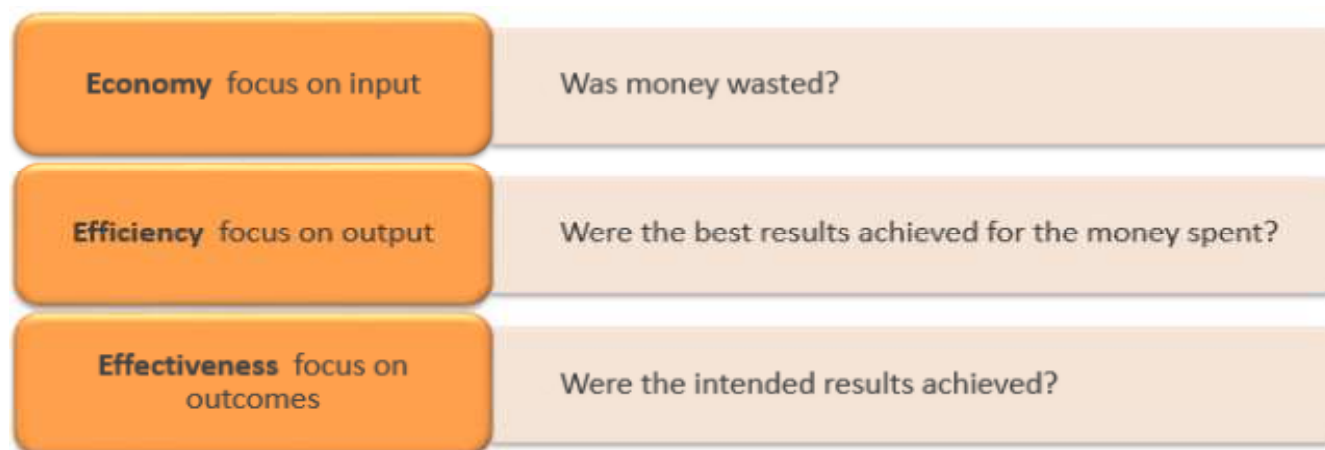 Economy focus on input
Was money wasted?
Efficiency focus on output
Were the best results achieved for the money spent?
Effectiveness focus on
outcomes
Were the intended results achieved?